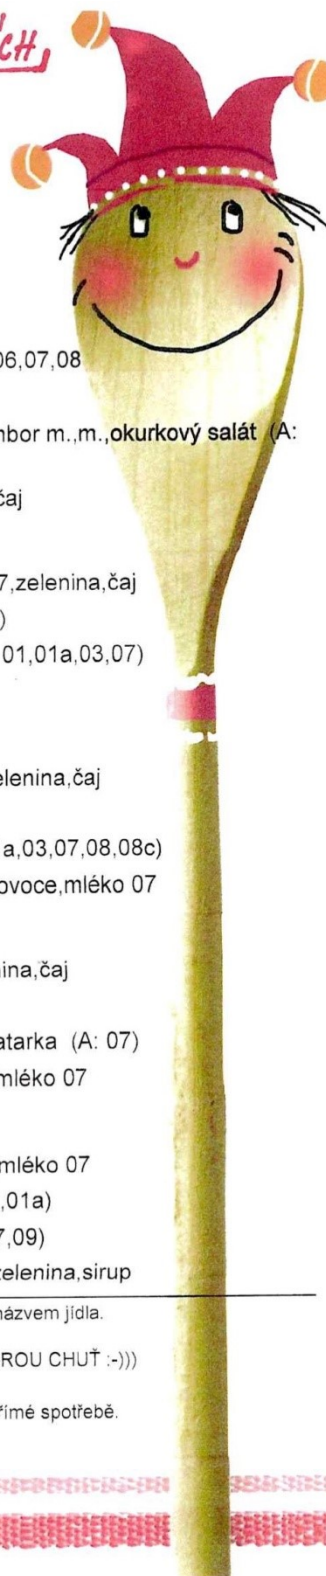 06,07,08
mbor m.,m.,okurkový salát (A:
čaj
7,zelenina,čaj
)
01,01a,03,07)
elenina,čaj
a,03,07,08,08c)
ovoce,mléko 07
nina,čaj
atarka (A: 07)
mléko 07
mléko 07
,01a)
7,09)
zelenina,sirup
názvem jídla.
ROU CHUŤ :-)))
římé spotřebě.